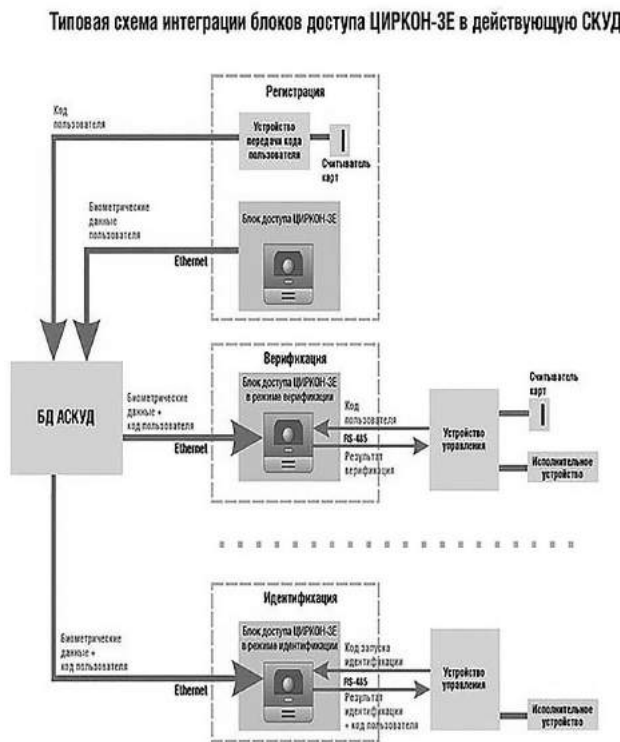 Типовая схема интеграции блоков доступа ЦИРКОН-3Е в действующую СКУД
Регистрация
Код
пользователя
Устройство
передачи кода
пользователя
Считыватель
карт
Биометрические
данные
пользователя
Ethernet
Блок доступа ЦИРКОН-3Е
БД АСКУД
Верификация
Блок доступа ЦИРКОН-3Е
в режиме верификации
Биометрические
данные +
код пользователя
Ethernet
Код
пользователя
RS-485
Результат
верификации
Устройство
управления
Считыватель
карт
Исполнительное
устройство
Идентификация
Блок доступа ЦИРКОН-3Е
в режиме идентификации
Биометрические
данные +
код пользователя
Ethernet
Код запуска
идентификации
RS-485
Результат
идентификации
+ код пользователя
Устройство
управления
Исполнительное
устройство